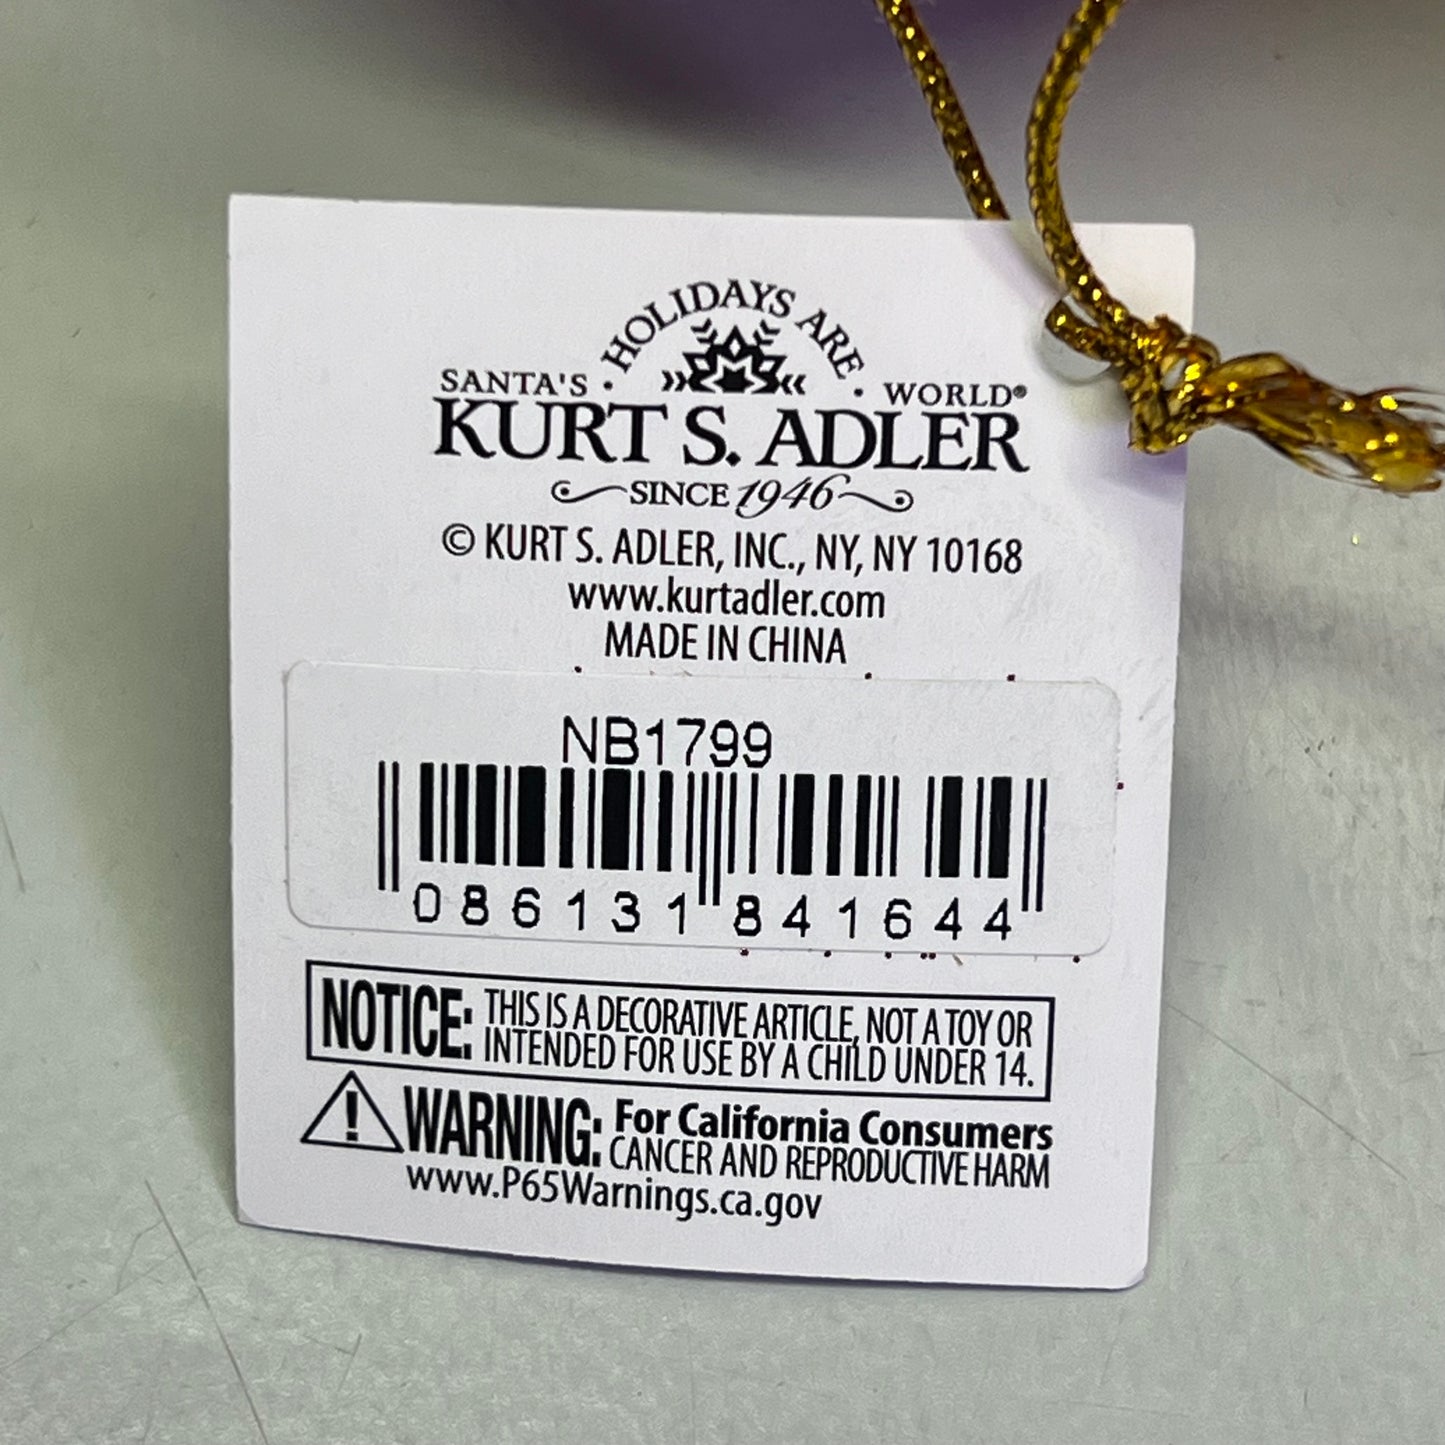 HOLIDAYS ARE
SANTA'S · · WORLD®
KURT S. ADLER
SINCE 1946
© KURT S. ADLER, INC., NY, NY 10168
www.kurtadler.com
MADE IN CHINA
NB1799
086131 841644
NOTICE: THIS IS A DECORATIVE ARTICLE, NOT A TOY OR
INTENDED FOR USE BY A CHILD UNDER 14.
WARNING: For California Consumers
CANCER AND REPRODUCTIVE HARM
www.P65Warnings.ca.gov